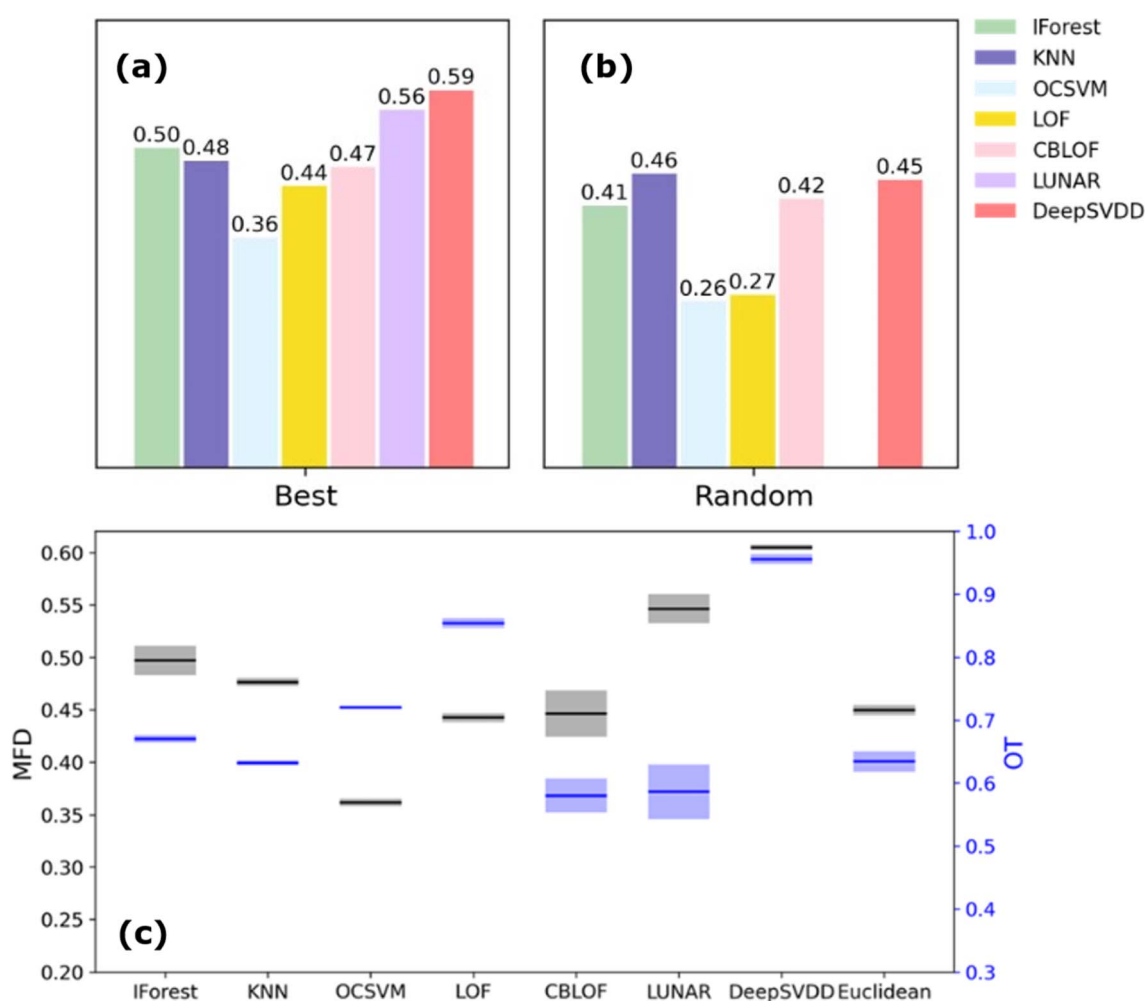 (a)
0.50
0.48
0.36
0.44
0.47
0.56
0.59
Best
(b)
0.41
0.46
0.26
0.27
0.42
0.45
Random
IForest
KNN
OCSVM
LOF
CBLOF
LUNAR
DeepSVDD
MFD
0.60
0.55
0.50
0.45
0.40
0.35
0.30
0.25
0.20
(c)
1.0
0.9
0.8
0.7
0.6
0.5
0.4
0.3
OT
IForest KNN OCSVM LOF CBLOF LUNAR DeepSVDD Euclidean